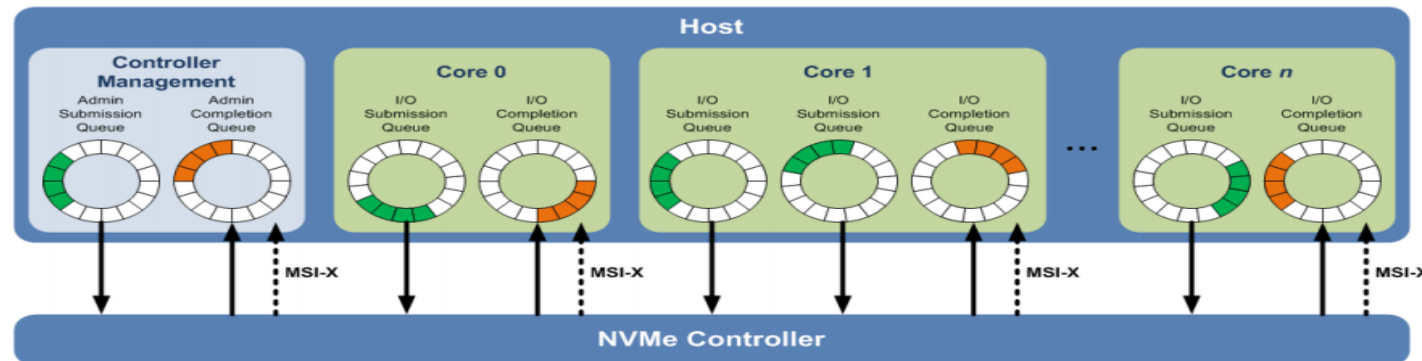 Host
Controller
Management
Admin
Submission
Queue
Admin
Completion
Queue
Core 0
I/O
Submission
Queue
I/O
Completion
Queue
Core 1
I/O
Submission
Queue
I/O
Submission
Queue
I/O
Completion
Queue
...
Core n
I/O
Submission
Queue
I/O
Completion
Queue
MSI-X
MSI-X
MSI-X
MSI-X
NVMe Controller